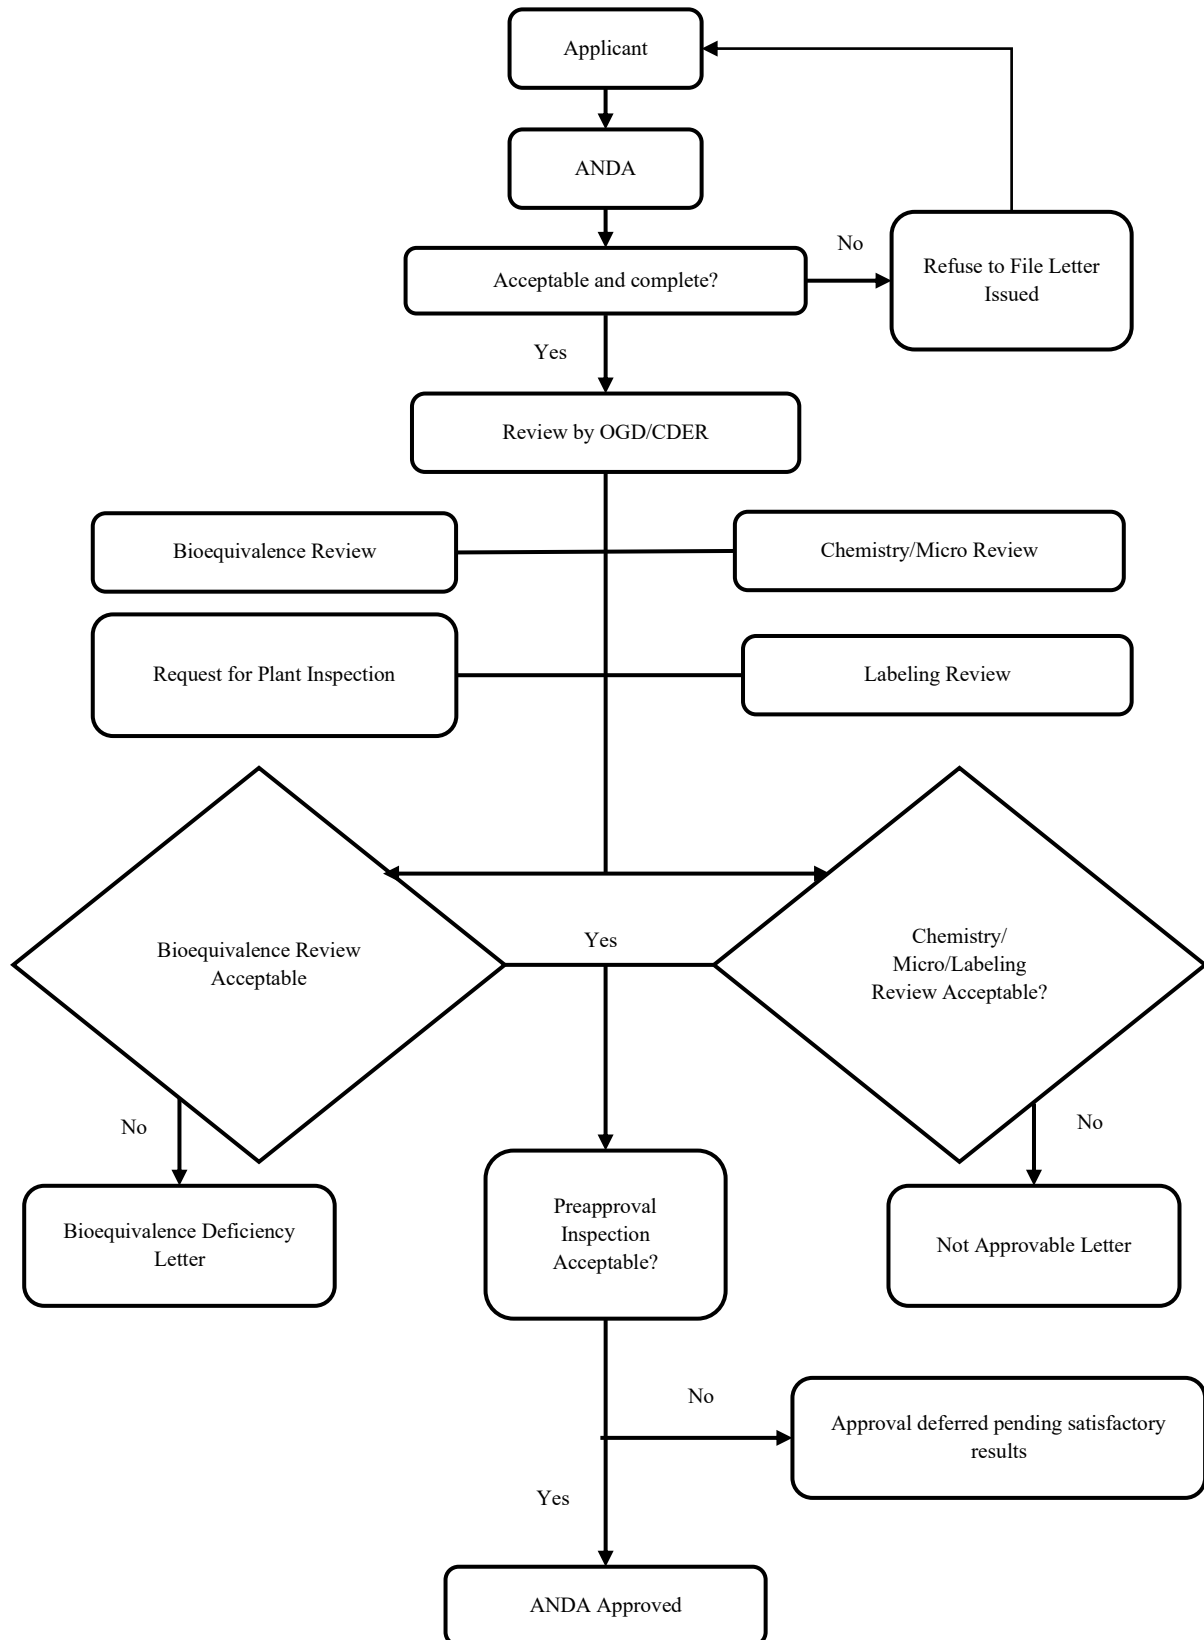 Applicant
ANDA
No
Acceptable and complete?
Refuse to File Letter
Issued
Yes
Review by OGD/CDER
Bioequivalence Review
Chemistry/Micro Review
Request for Plant Inspection
Labeling Review
Yes
Bioequivalence Review
Acceptable
Chemistry/
Micro/Labeling
Review Acceptable?
No
No
Bioequivalence Deficiency
Letter
Preapproval
Inspection
Acceptable?
Not Approvable Letter
No
Approval deferred pending satisfactory
results
Yes
ANDA Approved